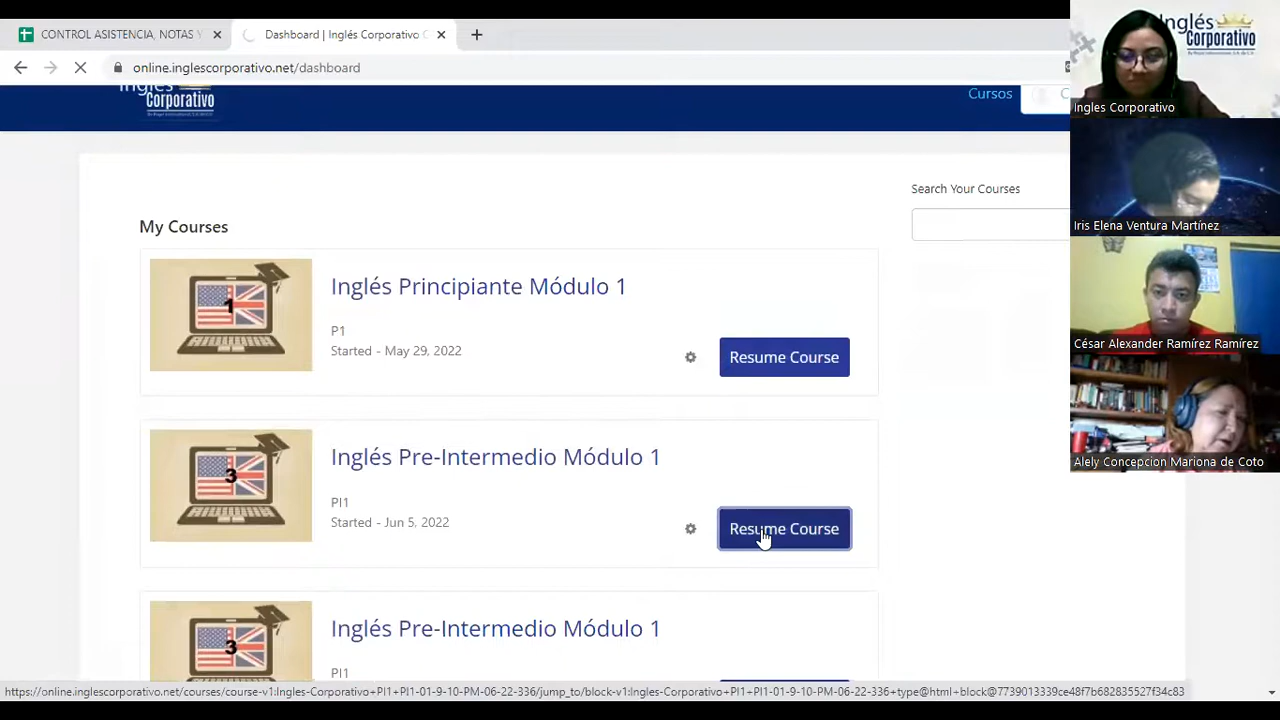 CONTROL ASISTENCIA, NOTAS Y
Dashboard | Inglés Corporativo
online.inglescorporativo.net/dashboard
Inglés
Corporativo
Cursos
Search Your Courses
My Courses
1
Inglés Principiante Módulo 1
P1
Started - May 29, 2022
Resume Course
3
Inglés Pre-Intermedio Módulo 1
PI1
Started - Jun 5, 2022
Resume Course
3
Inglés Pre-Intermedio Módulo 1
PI1
https://online.inglescorporativo.net/courses/course-v1:Ingles-Corporativo+PI1+PI1-01-9-10-PM-06-22-336/jump_to/block-v1:Ingles-Corporativo+PI1+PI1-01-9-10-PM-06-22-336+type@html+block@7739013339ce48f7b682835527f34c83
Inglés
Corporativo
Ingles Corporativo
Iris Elena Ventura Martínez
César Alexander Ramírez Ramírez
Alely Concepcion Mariona de Coto